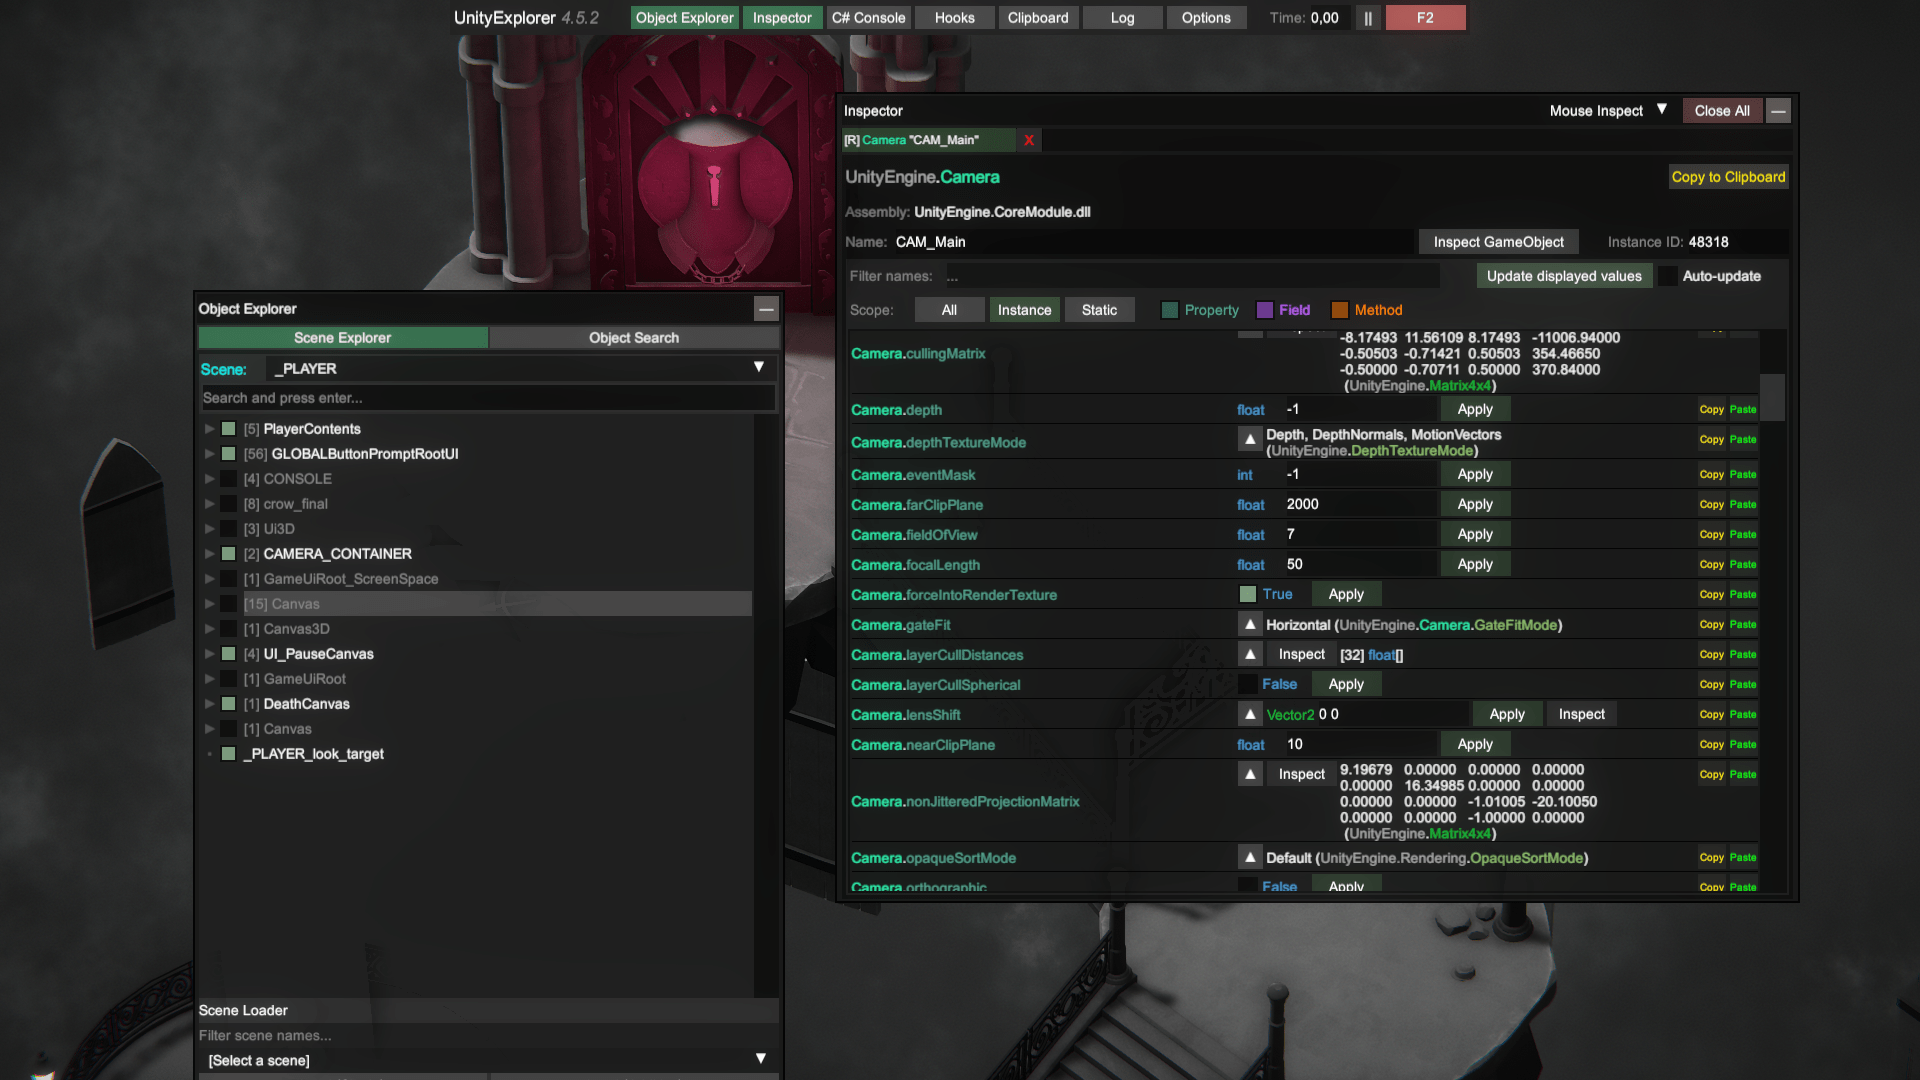 UnityExplorer 4.5.2 Object Explorer Inspector C# Console Hooks Clipboard Log Options Time: 0,00 || F2
Inspector Mouse Inspect ▼ Close All —
[R] Camera "CAM_Main" X
UnityEngine.Camera Copy to Clipboard
Assembly: UnityEngine.CoreModule.dll
Name: CAM_Main Inspect GameObject Instance ID: 48318
Filter names: ... Update displayed values Auto-update
Scope: All Instance Static Property Field Method
Camera.cullingMatrix
-8.17493 11.56109 8.17493 -11006.94000
-0.50503 -0.71421 0.50503 354.46650
-0.50000 -0.70711 0.50000 370.84000
(UnityEngine.Matrix4x4)
Camera.depth float -1 Apply Copy Paste
Camera.depthTextureMode ▲ Depth, DepthNormals, MotionVectors Copy Paste
(UnityEngine.DepthTextureMode)
Camera.eventMask int -1 Apply Copy Paste
Camera.farClipPlane float 2000 Apply Copy Paste
Camera.fieldOfView float 7 Apply Copy Paste
Camera.focalLength float 50 Apply Copy Paste
Camera.forceIntoRenderTexture True Apply Copy Paste
Camera.gateFit ▲ Horizontal (UnityEngine.Camera.GateFitMode) Copy Paste
Camera.layerCullDistances ▲ Inspect [32] float[] Copy Paste
Camera.layerCullSpherical False Apply Copy Paste
Camera.lensShift ▲ Vector2 0 0 Apply Inspect Copy Paste
Camera.nearClipPlane float 10 Apply Copy Paste
Camera.nonJitteredProjectionMatrix ▲ Inspect Copy Paste
9.19679 0.00000 0.00000 0.00000
0.00000 16.34985 0.00000 0.00000
0.00000 0.00000 -1.01005 -20.10050
0.00000 0.00000 -1.00000 0.00000
(UnityEngine.Matrix4x4)
Camera.opaqueSortMode ▲ Default (UnityEngine.Rendering.OpaqueSortMode) Copy Paste
Camera.orthographic False Apply Copy Paste
Object Explorer —
Scene Explorer Object Search
Scene: _PLAYER ▼
Search and press enter...
► [5] PlayerContents
► [56] GLOBALButtonPromptRootUI
► [4] CONSOLE
► [8] crow_final
► [3] Ui3D
► [2] CAMERA_CONTAINER
► [1] GameUiRoot_ScreenSpace
► [15] Canvas
► [1] Canvas3D
► [4] UI_PauseCanvas
► [1] GameUiRoot
► [1] DeathCanvas
► [1] Canvas
_PLAYER_look_target
Scene Loader
Filter scene names...
[Select a scene] ▼